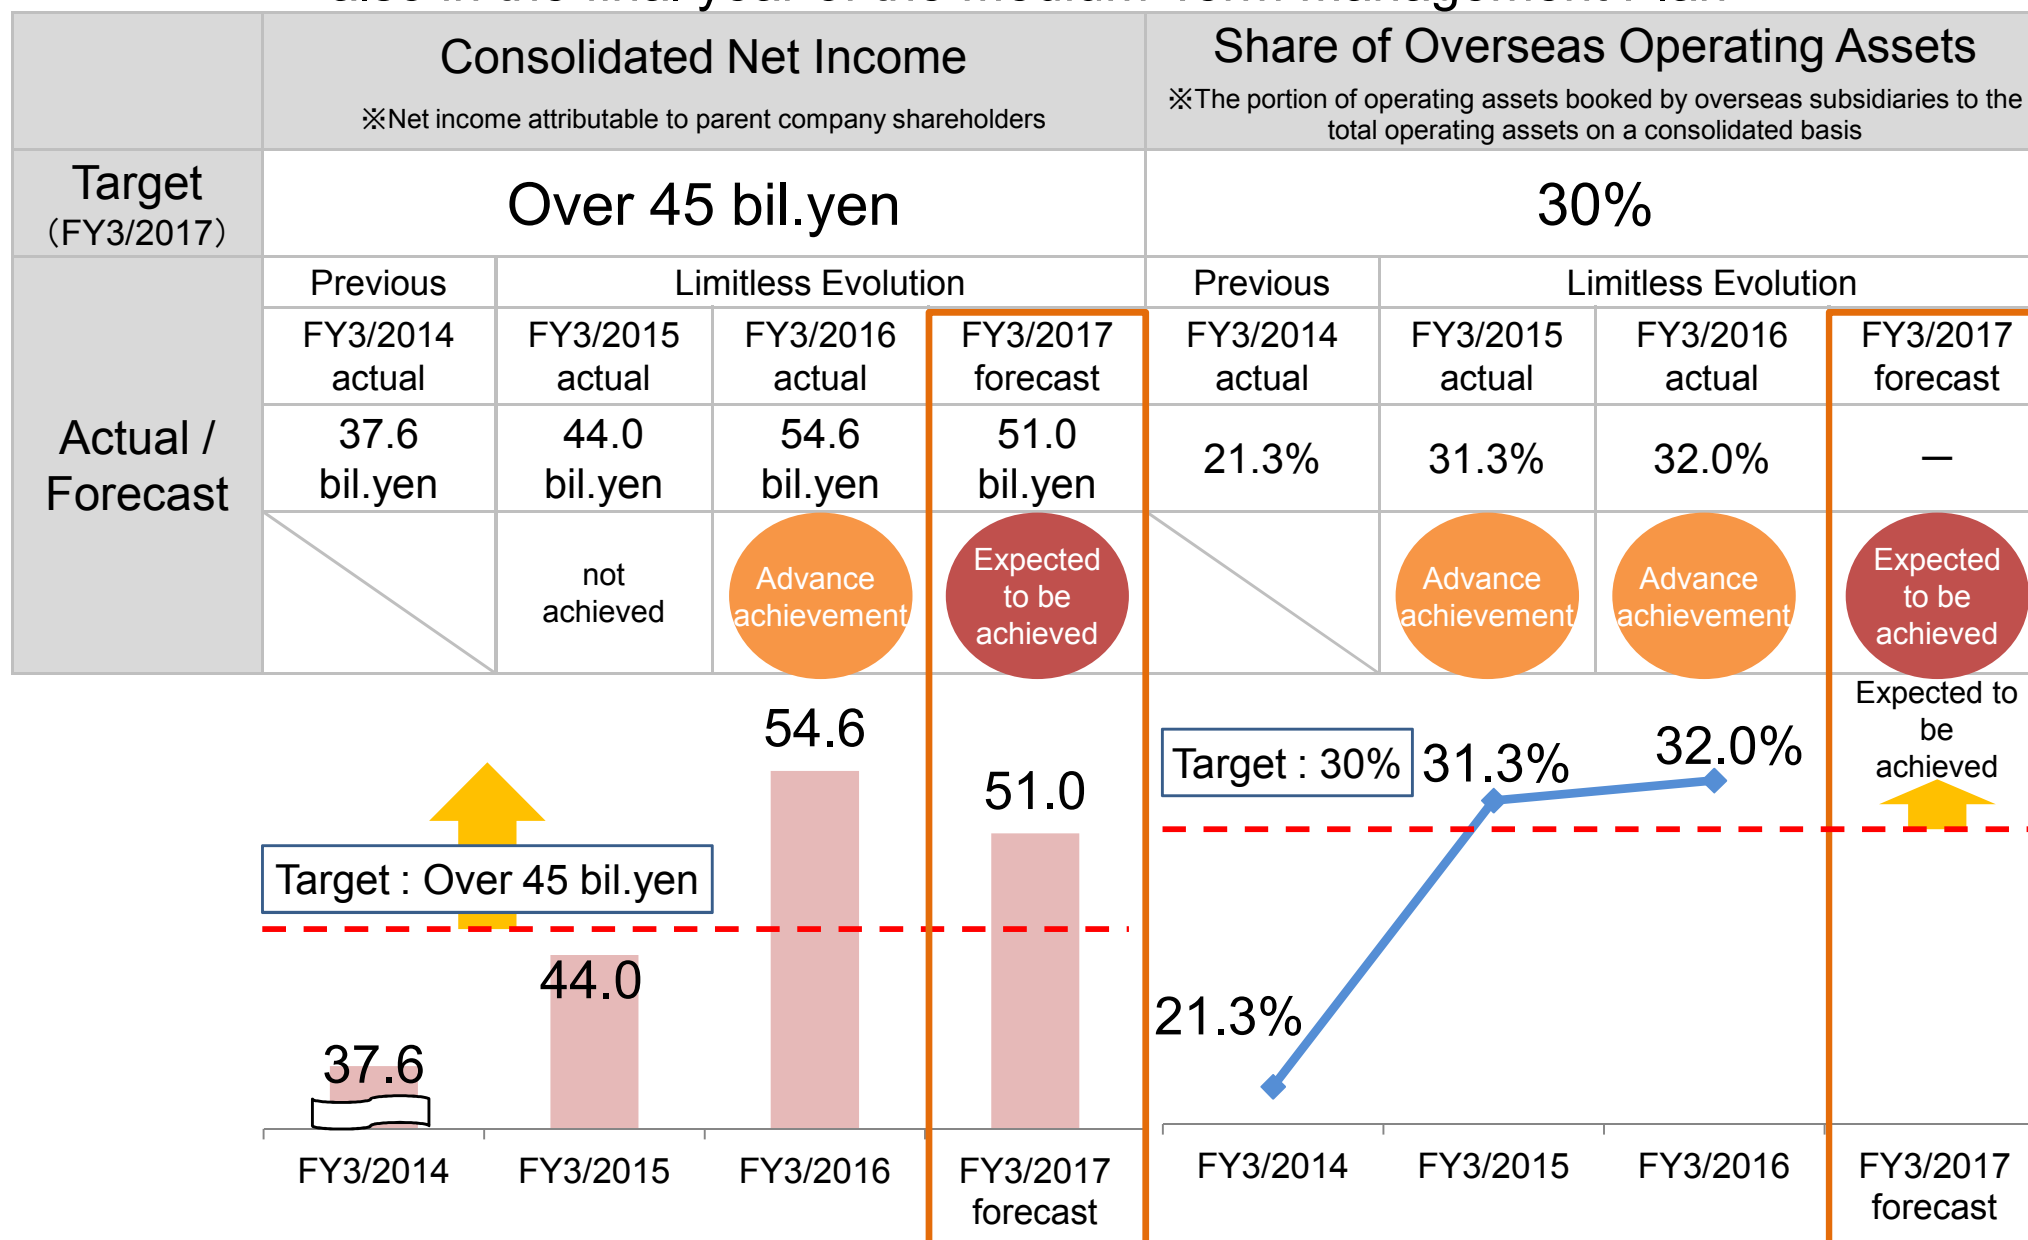 Consolidated Net Income
※Net income attributable to parent company shareholders
Share of Overseas Operating Assets
※The portion of operating assets booked by overseas subsidiaries to the
total operating assets on a consolidated basis
Target
（FY3/2017）
Over 45 bil.yen
30%
Actual /
Forecast
Previous
Limitless Evolution
Previous
Limitless Evolution
FY3/2014
actual
FY3/2015
actual
FY3/2016
actual
FY3/2017
forecast
FY3/2014
actual
FY3/2015
actual
FY3/2016
actual
FY3/2017
forecast
37.6
bil.yen
44.0
bil.yen
54.6
bil.yen
51.0
bil.yen
21.3%
31.3%
32.0%
－
not
achieved
Advance
achievement
Expected
to be
achieved
Advance
achievement
Advance
achievement
Expected
to be
achieved
Target : Over 45 bil.yen
37.6
44.0
54.6
51.0
FY3/2014
FY3/2015
FY3/2016
FY3/2017
forecast
Target : 30%
21.3%
31.3%
32.0%
Expected to
be
achieved
FY3/2014
FY3/2015
FY3/2016
FY3/2017
forecast